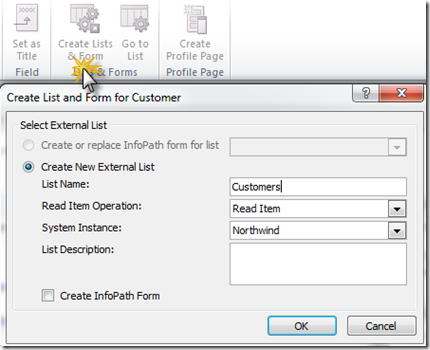 Set as
Title
Create Lists
& Form
Go to
List
Create
Profile Page
Field
& Forms
Profile Page
Create List and Form for Customer
?
Select External List
Create or replace InfoPath form for list
Create New External List
List Name:
Customers
Read Item Operation:
Read Item
System Instance:
Northwind
List Description:
Create InfoPath Form
OK
Cancel